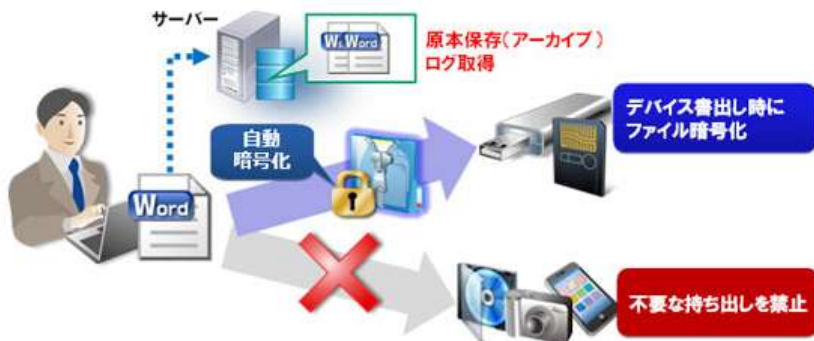 サーバー
WiWord
原本保存(アーカイブ)
ログ取得
自動
暗号化
デバイス書出し時に
ファイル暗号化
Word
不要な持ち出しを禁止